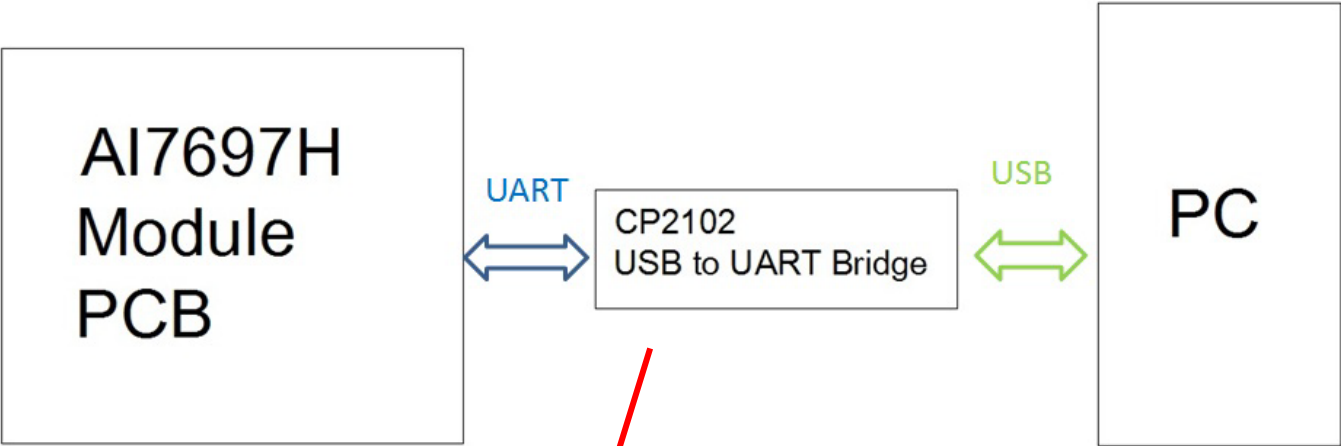 AI7697H
Module
PCB
UART
CP2102
USB to UART Bridge
USB
PC